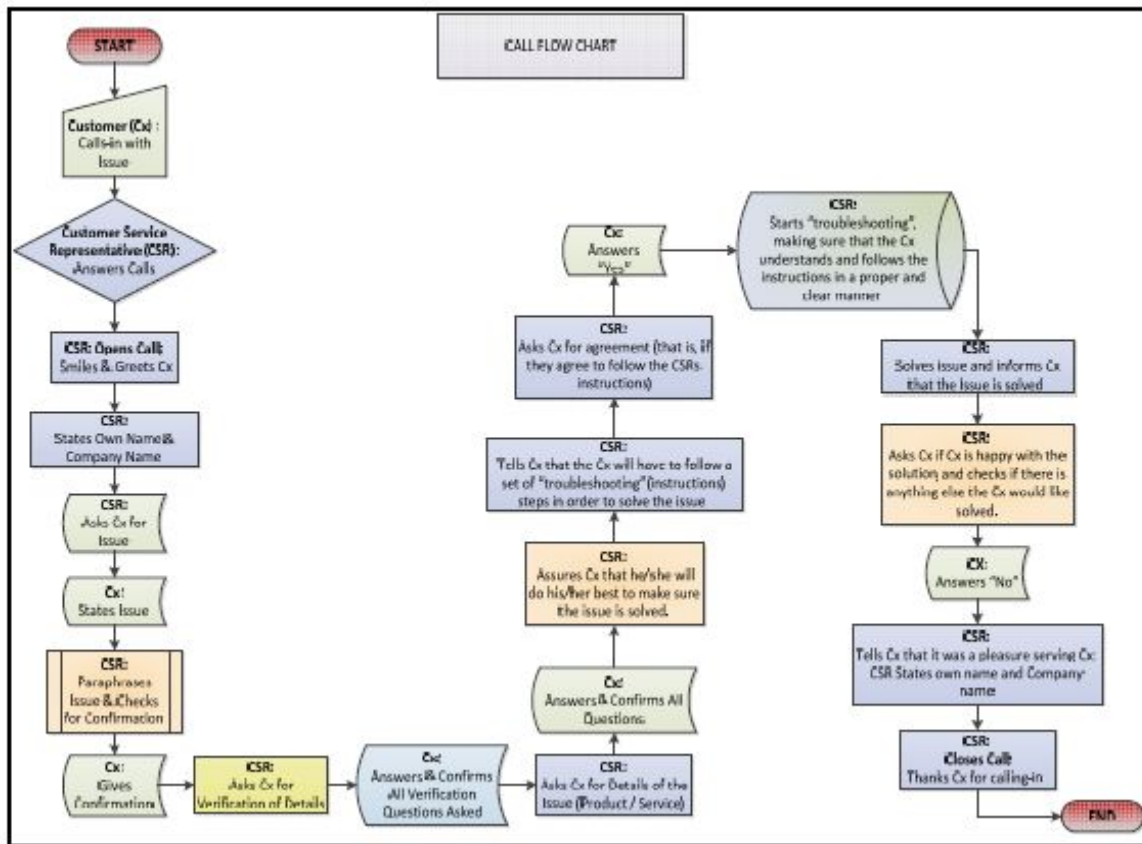 CALL FLOW CHART
START
Customer (Cx) :
Calls-in with
Issue
Customer Service
Representative (CSR):
Answers Calls
CSR: Opens Call;
Smiles & Greets Cx
CSR:
States Own Name &
Company Name
CSR:
Asks Cx for
Issue
Cx:
States Issue
CSR:
Paraphrases
Issue & Checks
for Confirmation
Cx:
Gives
Confirmation
CSR:
Asks Cx for
Verification of Details
Cx:
Answers & Confirms
All Verification
Questions Asked
CSR:
Asks Cx for Details of the
Issue (Product / Service)
Cx:
Answers & Confirms All
Questions
CSR:
Assures Cx that he/she will
do his/her best to make sure
the issue is solved.
CSR:
Tells Cx that the Cx will have to follow a
set of "troubleshooting" (instructions)
steps in order to solve the issue
CSR:
Asks Cx for agreement (that is, if
they agree to follow the CSRs
instructions)
Cx:
Answers
"Yes"
CSR:
Starts "troubleshooting",
making sure that the Cx
understands and follows the
instructions in a proper and
clear manner
CSR:
Solves Issue and informs Cx
that the Issue is solved
CSR:
Asks Cx if Cx is happy with the
solution, and checks if there is
anything else the Cx would like
solved.
CX:
Answers "No"
CSR:
Tells Cx that it was a pleasure serving Cx;
CSR States own name and Company
name
CSR:
Closes Call:
Thanks Cx for calling-in
END